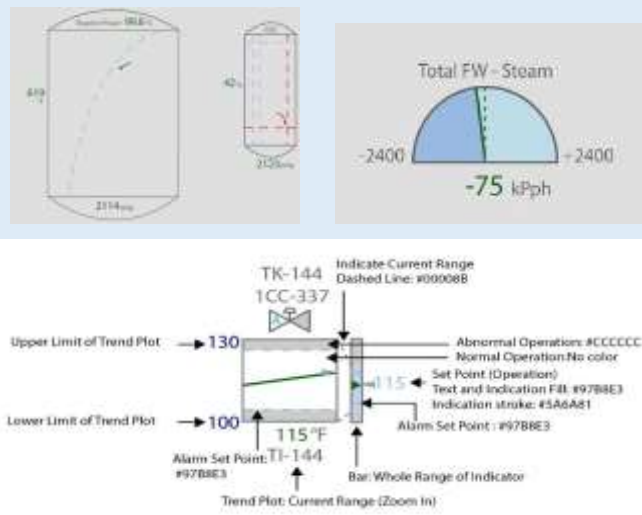 Total FW - Steam
-2400
+2400
-75 kPph
TK-144
1CC-337
Indicate Current Range
Dashed Line: #00008B
Upper Limit of Trend Plot
130
Abnormal Operation: #CCCCCC
Normal Operation:No color
115
Set Point (Operation)
Text and Indication Fill: #97B8E3
Indication stroke: #5A6A81
Lower Limit of Trend Plot
100
Alarm Set Point : #97B8E3
115 °F
Alarm Set Point:
#97B8E3
TI-144
Bar: Whole Range of Indicator
Trend Plot: Current Range (Zoom In)